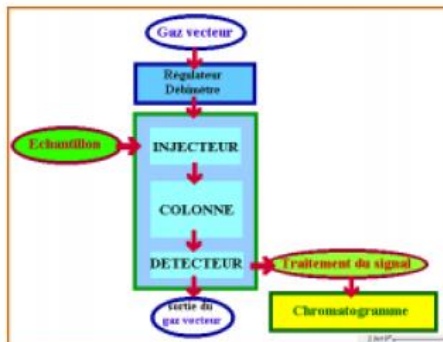 Gaz vecteur
Régulateur
Débimètre
Echantillon
INJECTEUR
COLONNE
DETECTEUR
Traitement du signal
sortie du
gaz vecteur
Chromatogramme